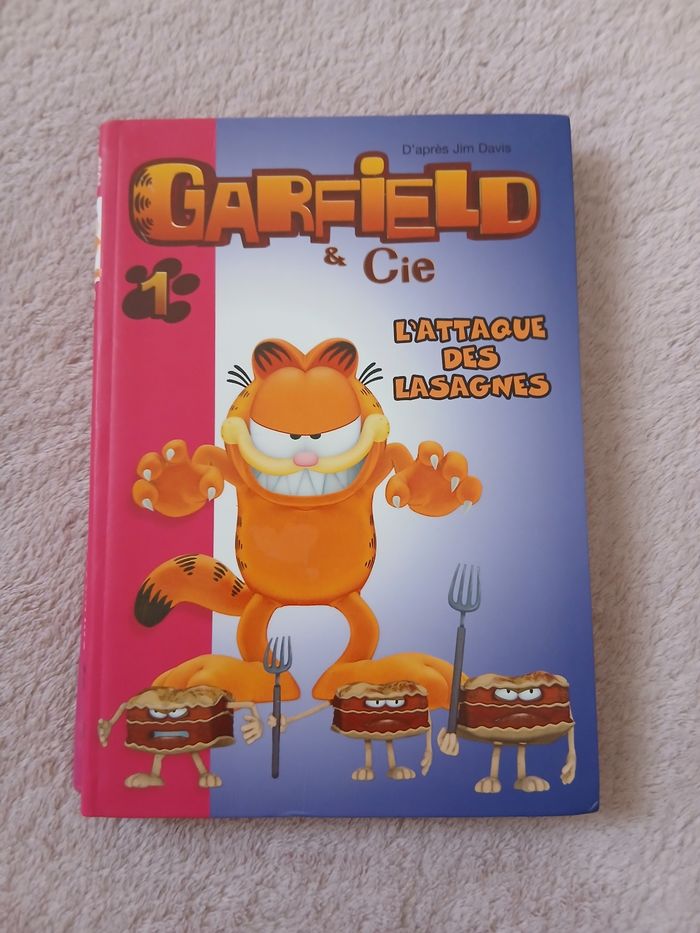 D'après Jim Davis
GARFIELD
& Cie
1
L'ATTAQUE
DES
LASAGNES